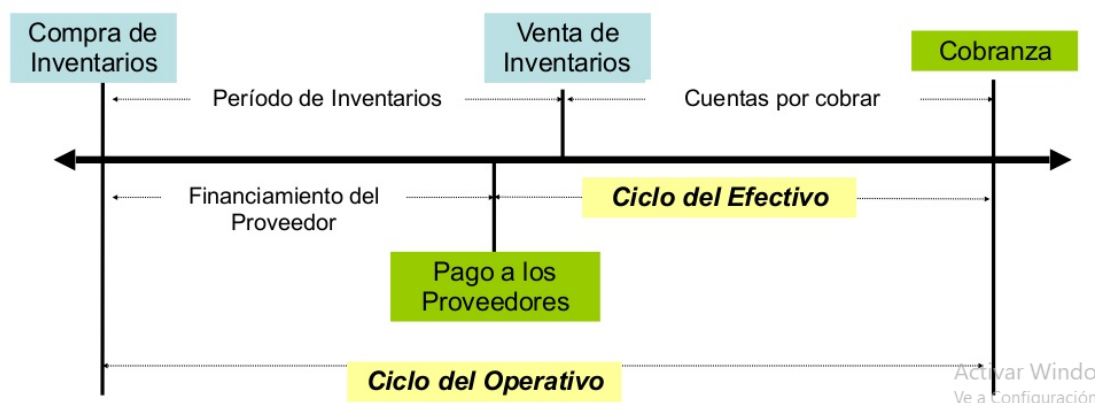 Compra de
Inventarios
Venta de
Inventarios
Cobranza
Período de Inventarios
Cuentas por cobrar
Financiamiento del
Proveedor
Ciclo del Efectivo
Pago a los
Proveedores
Ciclo del Operativo
Activar Windo
Ve a Configuración